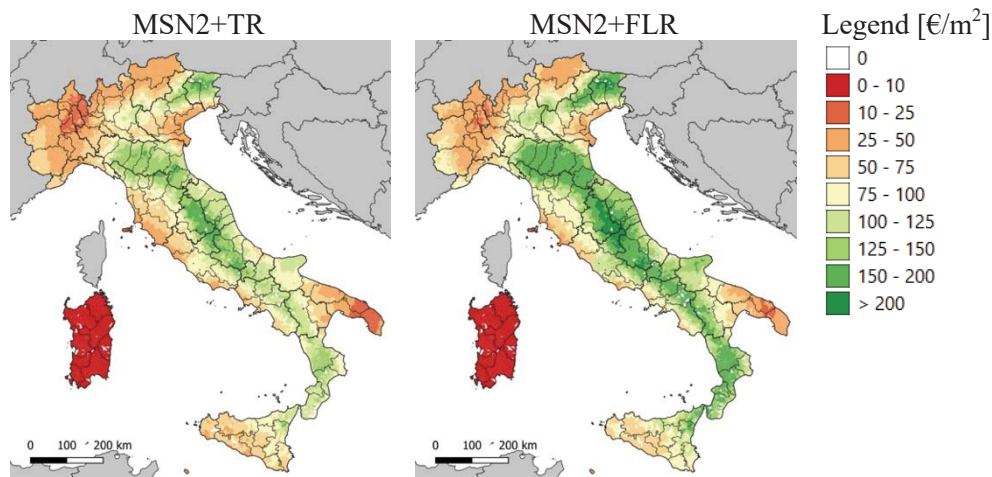 MSN2+TR
MSN2+FLR
Legend [€/m²]
0
0 - 10
10 - 25
25 - 50
50 - 75
75 - 100
100 - 125
125 - 150
150 - 200
> 200
0 100 200 km
0 100 200 km